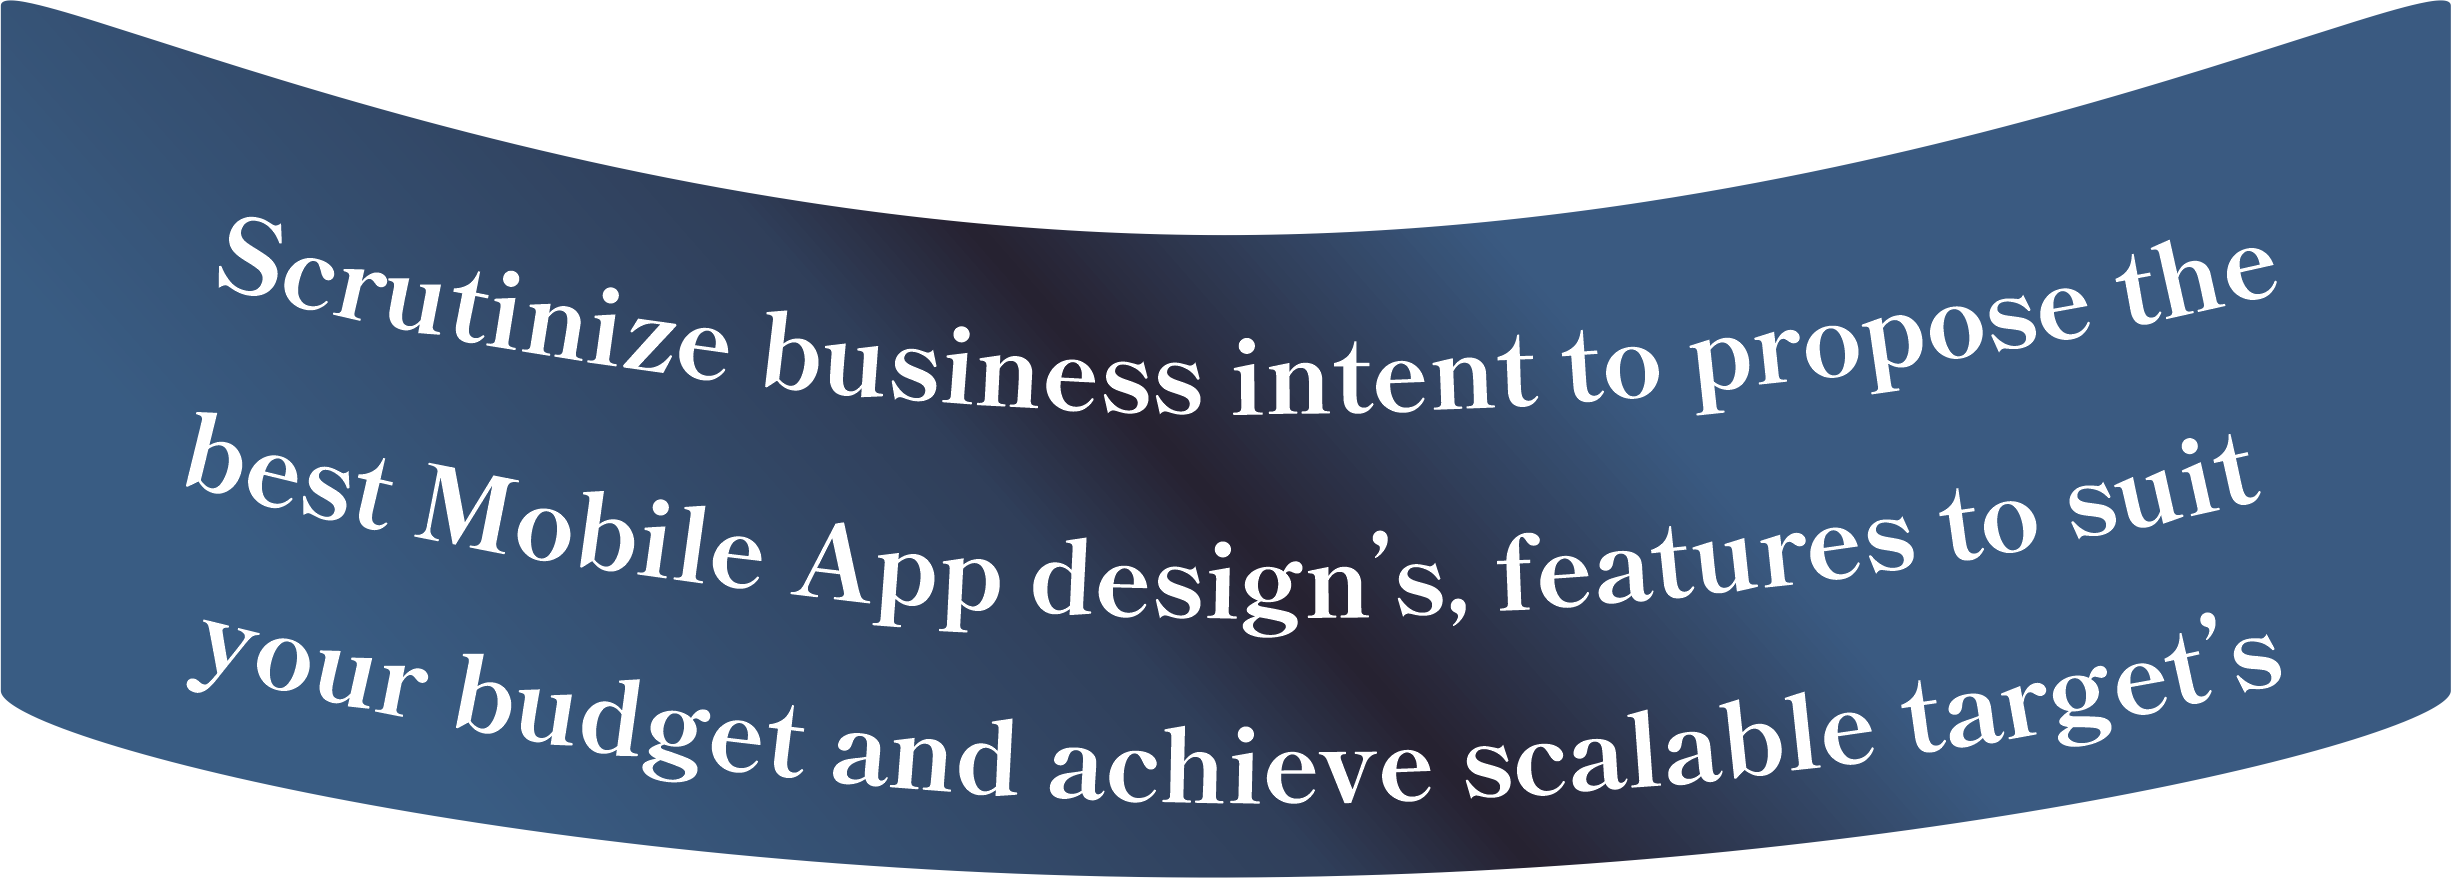 Scrutinize business intent to propose the
best Mobile App design’s, features to suit
your budget and achieve scalable target’s